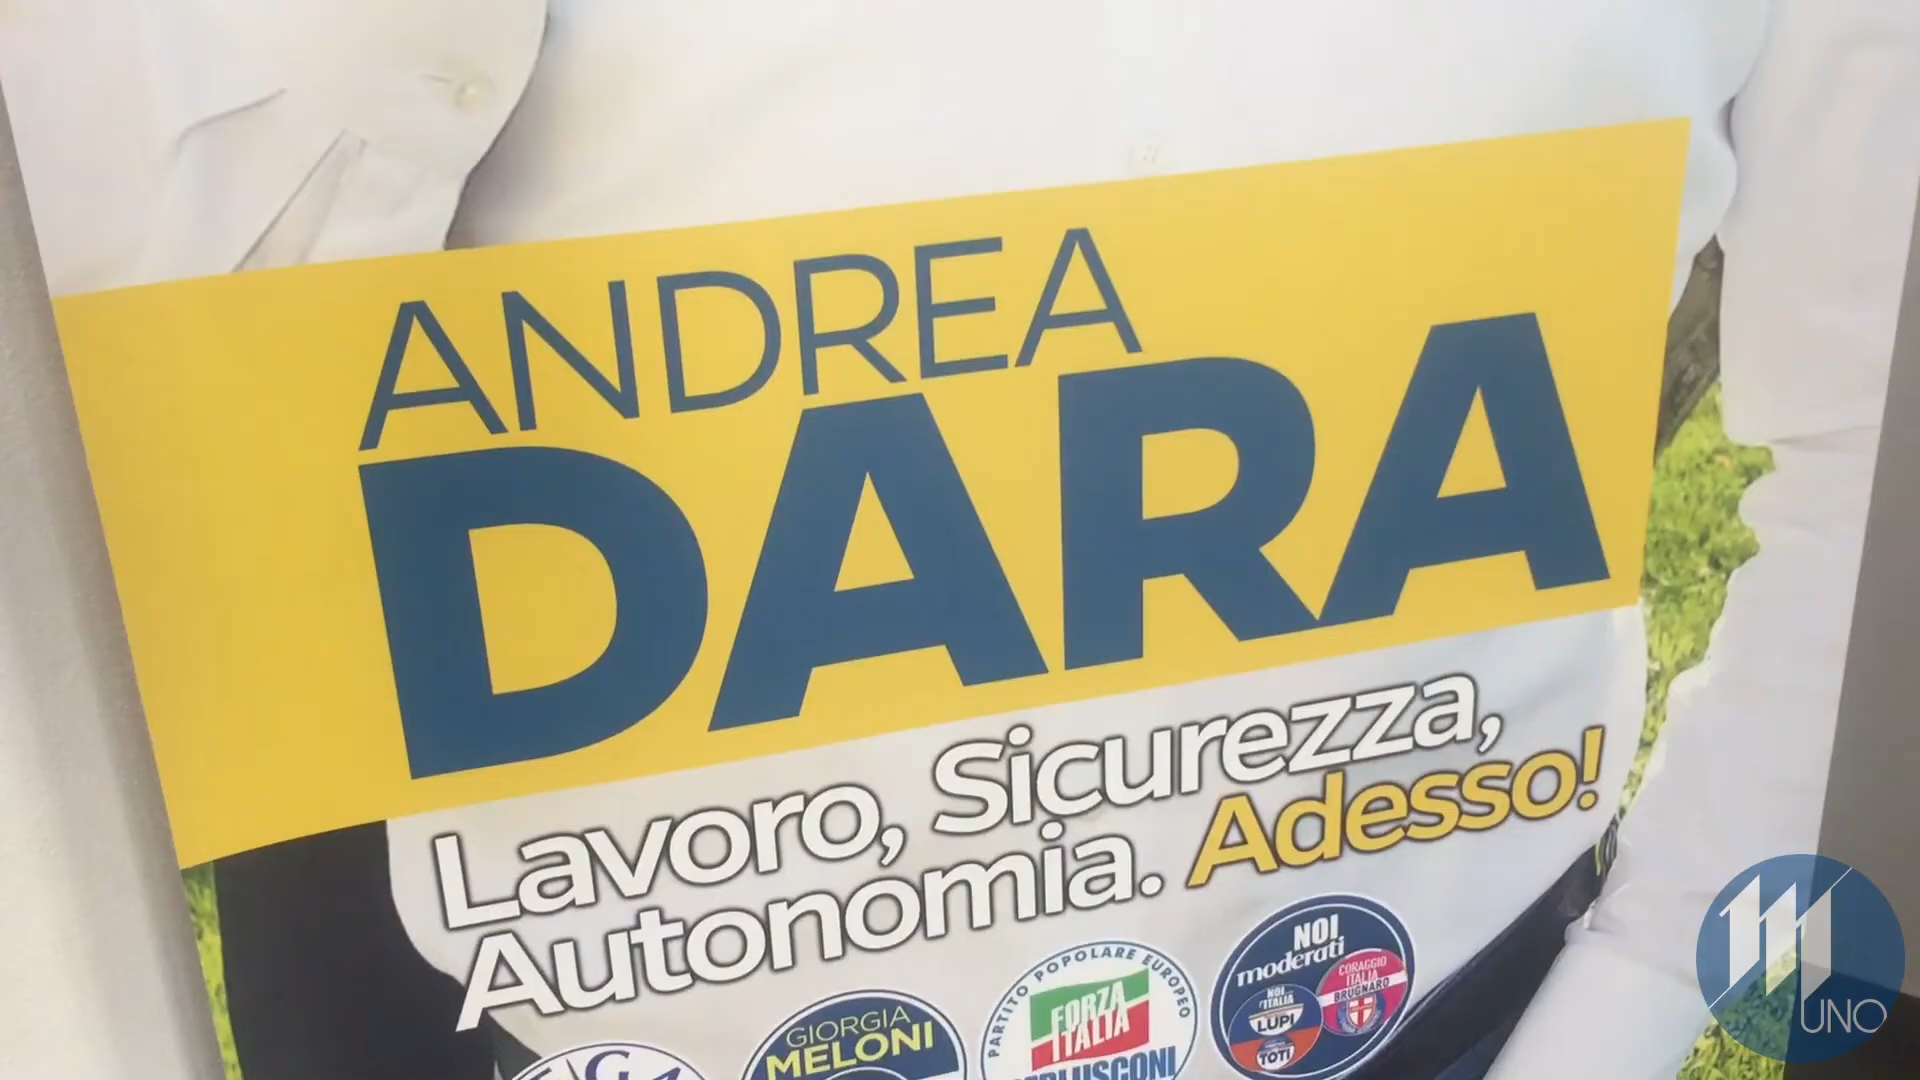 ANDREA
DARA
Lavoro, Sicurezza,
Autonomia. Adesso!
GIORGIA
MELONI
PARTITO POPOLARE EUROPEO
FORZA
ITALIA
NOI
moderati
NOI
L'ITALIA
LUPI
TOTI
CORAGGIO
ITALIA
BRUGNARO
UNO